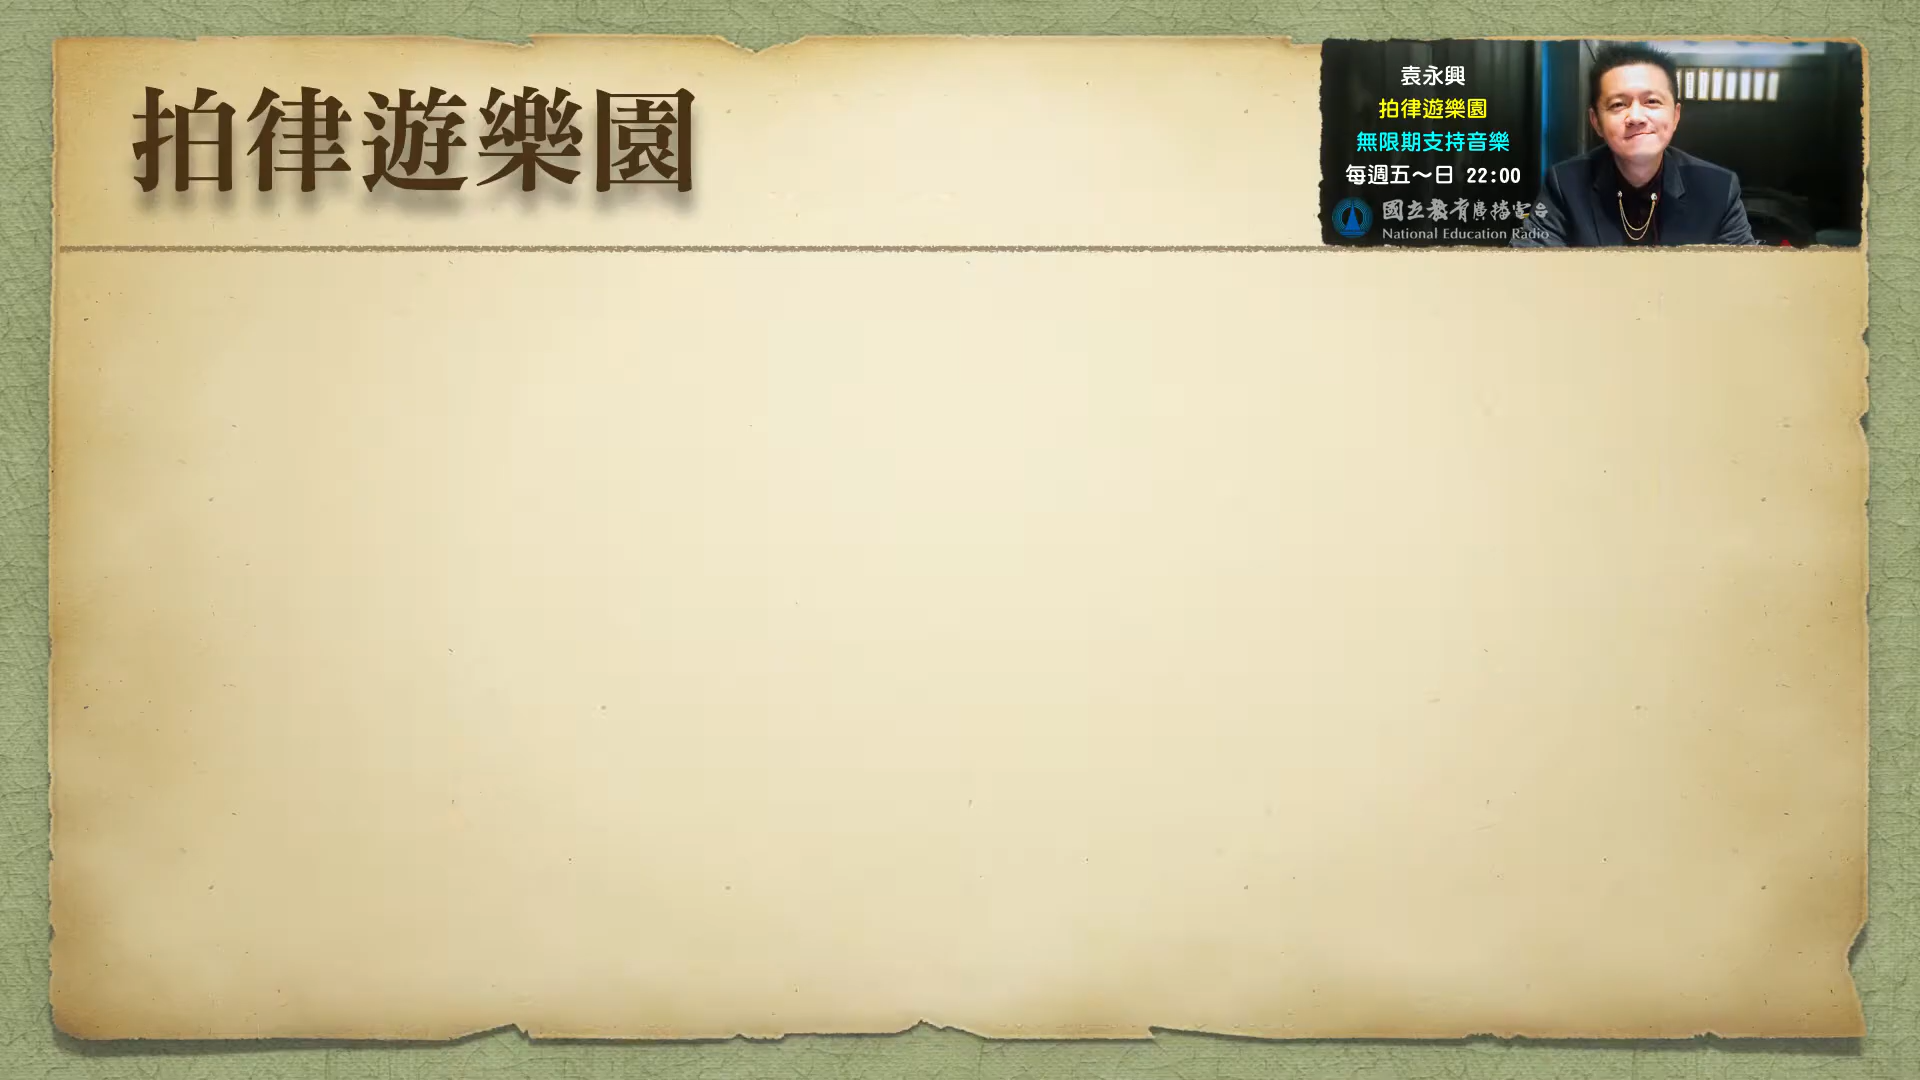 拍律遊樂園
袁永興
拍律遊樂園
無限期支持音樂
每週五～日 22:00
國立教育廣播電台
National Education Radio